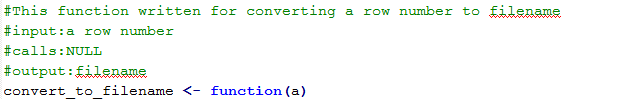 #This function written for converting a row number to filename
#input:a row number
#calls:NULL
#output:filename
convert_to_filename <- function(a)